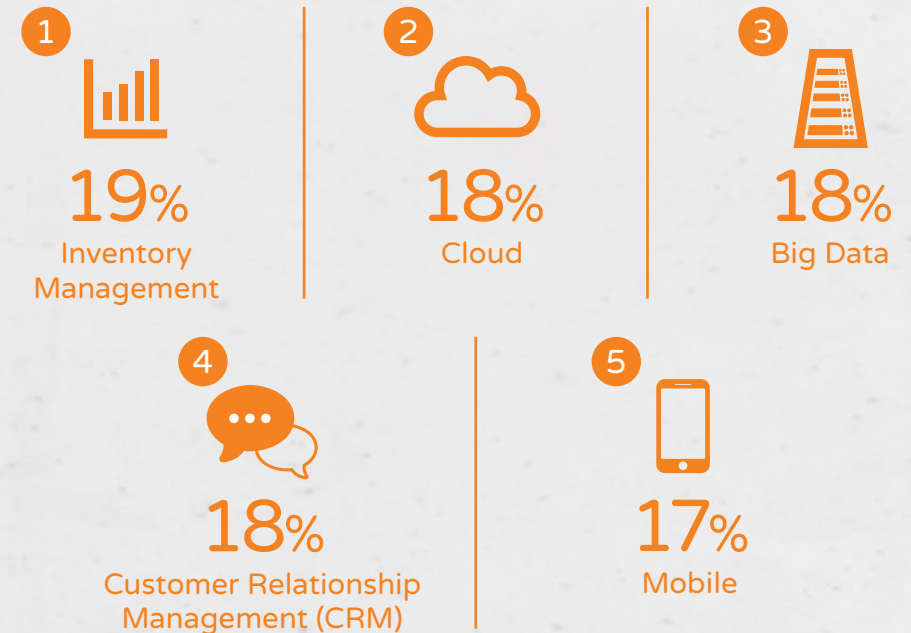 1
19%
Inventory
Management
2
18%
Cloud
3
18%
Big Data
4
18%
Customer Relationship
Management (CRM)
5
17%
Mobile